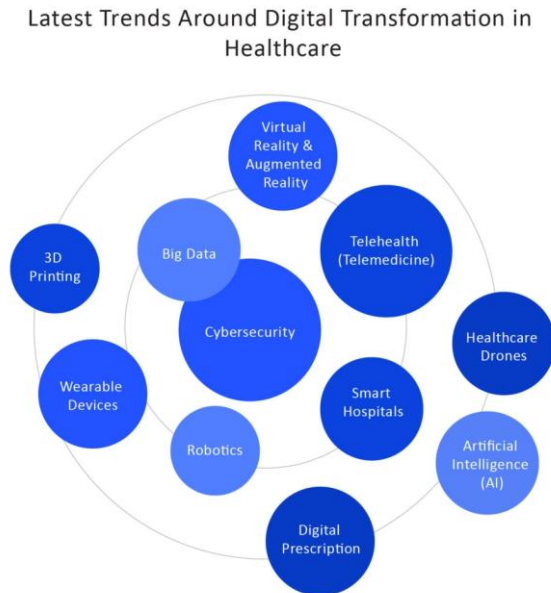 Latest Trends Around Digital Transformation in
Healthcare
Virtual
Reality &
Augmented
Reality
Big Data
Telehealth
(Telemedicine)
3D
Printing
Cybersecurity
Healthcare
Drones
Wearable
Devices
Smart
Hospitals
Robotics
Artificial
Intelligence
(AI)
Digital
Prescription